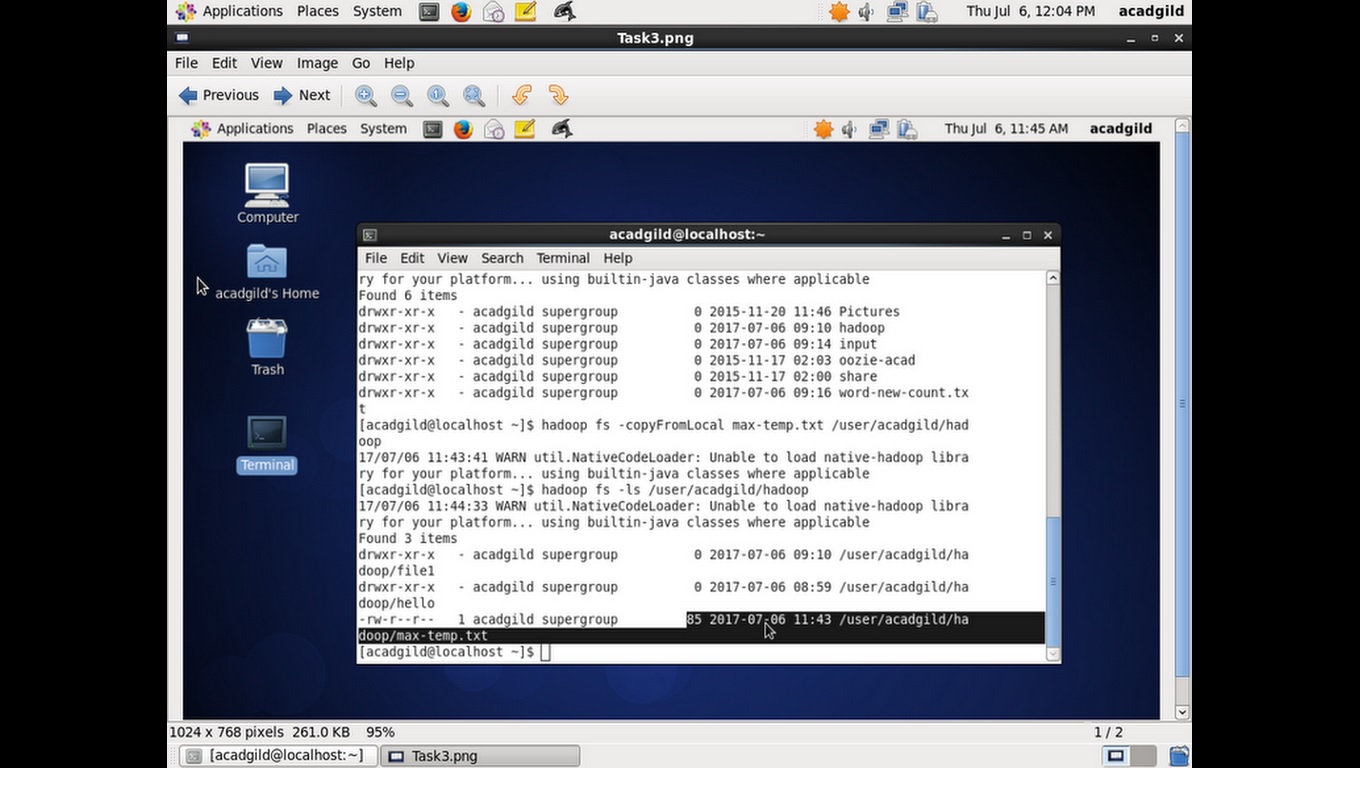 Applications Places System Thu Jul 6, 12:04 PM acadgild
Task3.png
File Edit View Image Go Help
Previous Next
Applications Places System Thu Jul 6, 11:45 AM acadgild
Computer
acadgild's Home
Trash
Terminal
acadgild@localhost:~
File Edit View Search Terminal Help
ry for your platform... using builtin-java classes where applicable
Found 6 items
drwxr-xr-x   - acadgild supergroup          0 2015-11-20 11:46 Pictures
drwxr-xr-x   - acadgild supergroup          0 2017-07-06 09:10 hadoop
drwxr-xr-x   - acadgild supergroup          0 2017-07-06 09:14 input
drwxr-xr-x   - acadgild supergroup          0 2015-11-17 02:03 oozie-acad
drwxr-xr-x   - acadgild supergroup          0 2015-11-17 02:00 share
drwxr-xr-x   - acadgild supergroup          0 2017-07-06 09:16 word-new-count.tx
t
[acadgild@localhost ~]$ hadoop fs -copyFromLocal max-temp.txt /user/acadgild/had
oop
17/07/06 11:43:41 WARN util.NativeCodeLoader: Unable to load native-hadoop libra
ry for your platform... using builtin-java classes where applicable
[acadgild@localhost ~]$ hadoop fs -ls /user/acadgild/hadoop
17/07/06 11:44:33 WARN util.NativeCodeLoader: Unable to load native-hadoop libra
ry for your platform... using builtin-java classes where applicable
Found 3 items
drwxr-xr-x   - acadgild supergroup          0 2017-07-06 09:10 /user/acadgild/ha
doop/file1
drwxr-xr-x   - acadgild supergroup          0 2017-07-06 08:59 /user/acadgild/ha
doop/hello
-rw-r--r--   1 acadgild supergroup         85 2017-07-06 11:43 /user/acadgild/ha
doop/max-temp.txt
[acadgild@localhost ~]$
1024 x 768 pixels 261.0 KB 95% 1 / 2
[acadgild@localhost:~] Task3.png